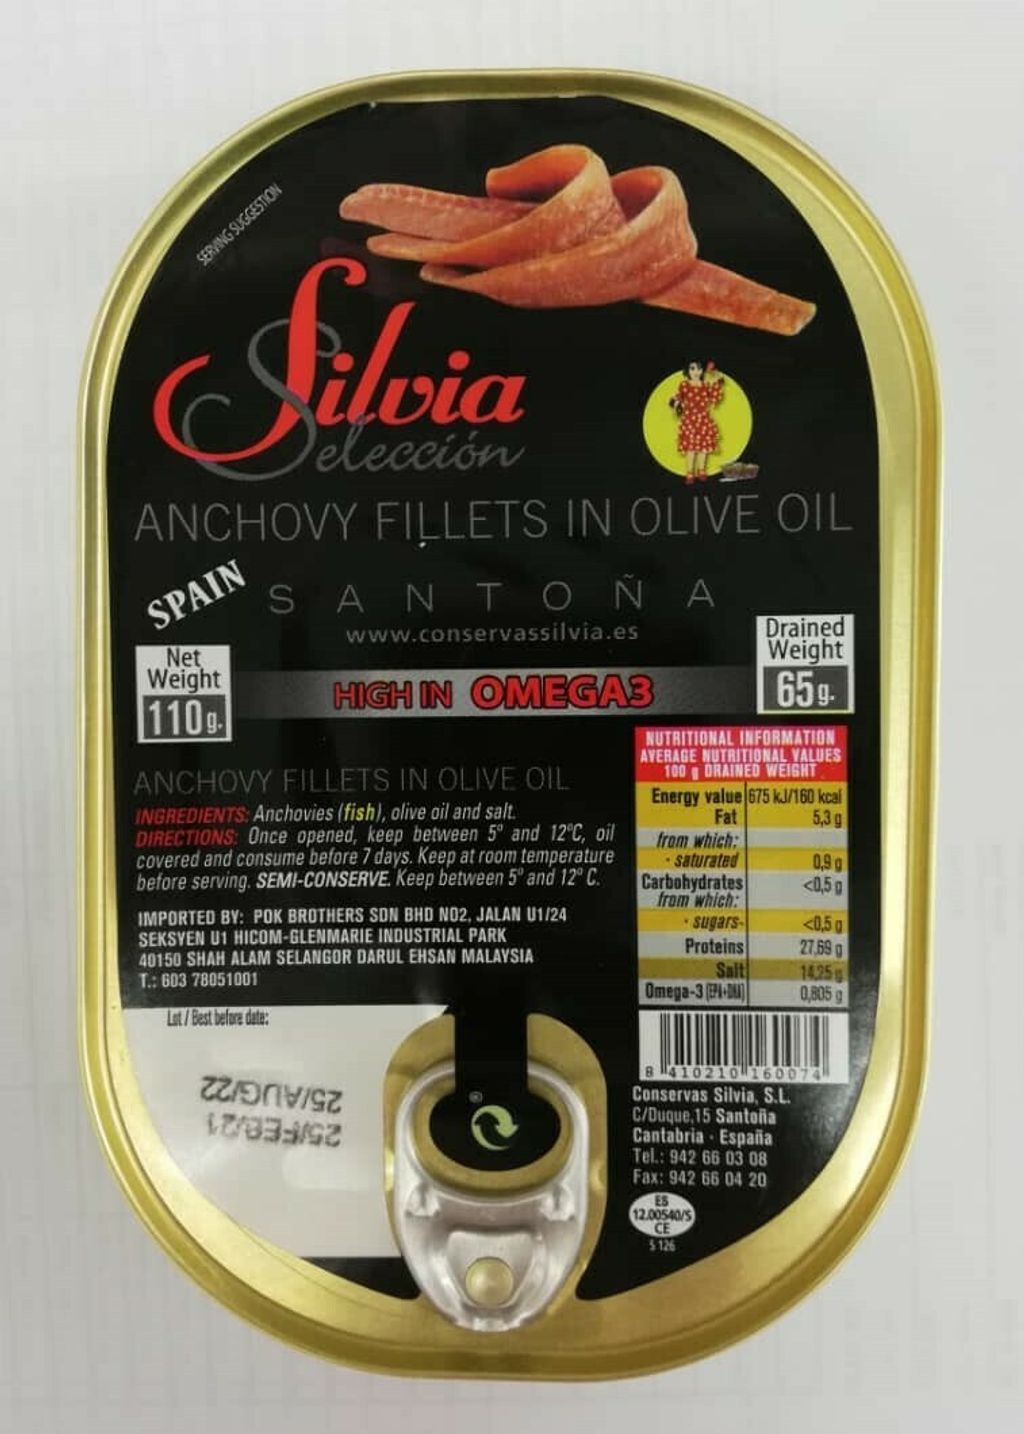 SERVING SUGGESTION
Silvia
Selección
ANCHOVY FILLETS IN OLIVE OIL
SPAIN
SANTOÑA
www.conservassilvia.es
Net
Weight
110g.
Drained
Weight
65g.
HIGH IN OMEGA3
ANCHOVY FILLETS IN OLIVE OIL
INGREDIENTS: Anchovies (fish), olive oil and salt.
DIRECTIONS: Once opened, keep between 5º and 12ºC, oil
covered and consume before 7 days. Keep at room temperature
before serving. SEMI-CONSERVE. Keep between 5º and 12º C.
IMPORTED BY: POK BROTHERS SDN BHD NO2, JALAN U1/24
SEKSYEN U1 HICOM-GLENMARIE INDUSTRIAL PARK
40150 SHAH ALAM SELANGOR DARUL EHSAN MALAYSIA
T.: 603 78051001
Lot / Best before date:
25/FEB/21
25/AUG/22
NUTRITIONAL INFORMATION
AVERAGE NUTRITIONAL VALUES
100 g DRAINED WEIGHT
Energy value 675 kJ/160 kcal
Fat 5,3 g
from which:
· saturated 0,9 g
Carbohydrates <0,5 g
from which:
· sugars- <0,5 g
Proteins 27,69 g
Salt 14,25 g
Omega-3 (EPA+DHA) 0,805 g
8 410210 160074
Conservas Silvia, S.L.
C/Duque,15 Santoña
Cantabria · España
Tel.: 942 66 03 08
Fax: 942 66 04 20
ES
12.00540/S
CE
S 126
®